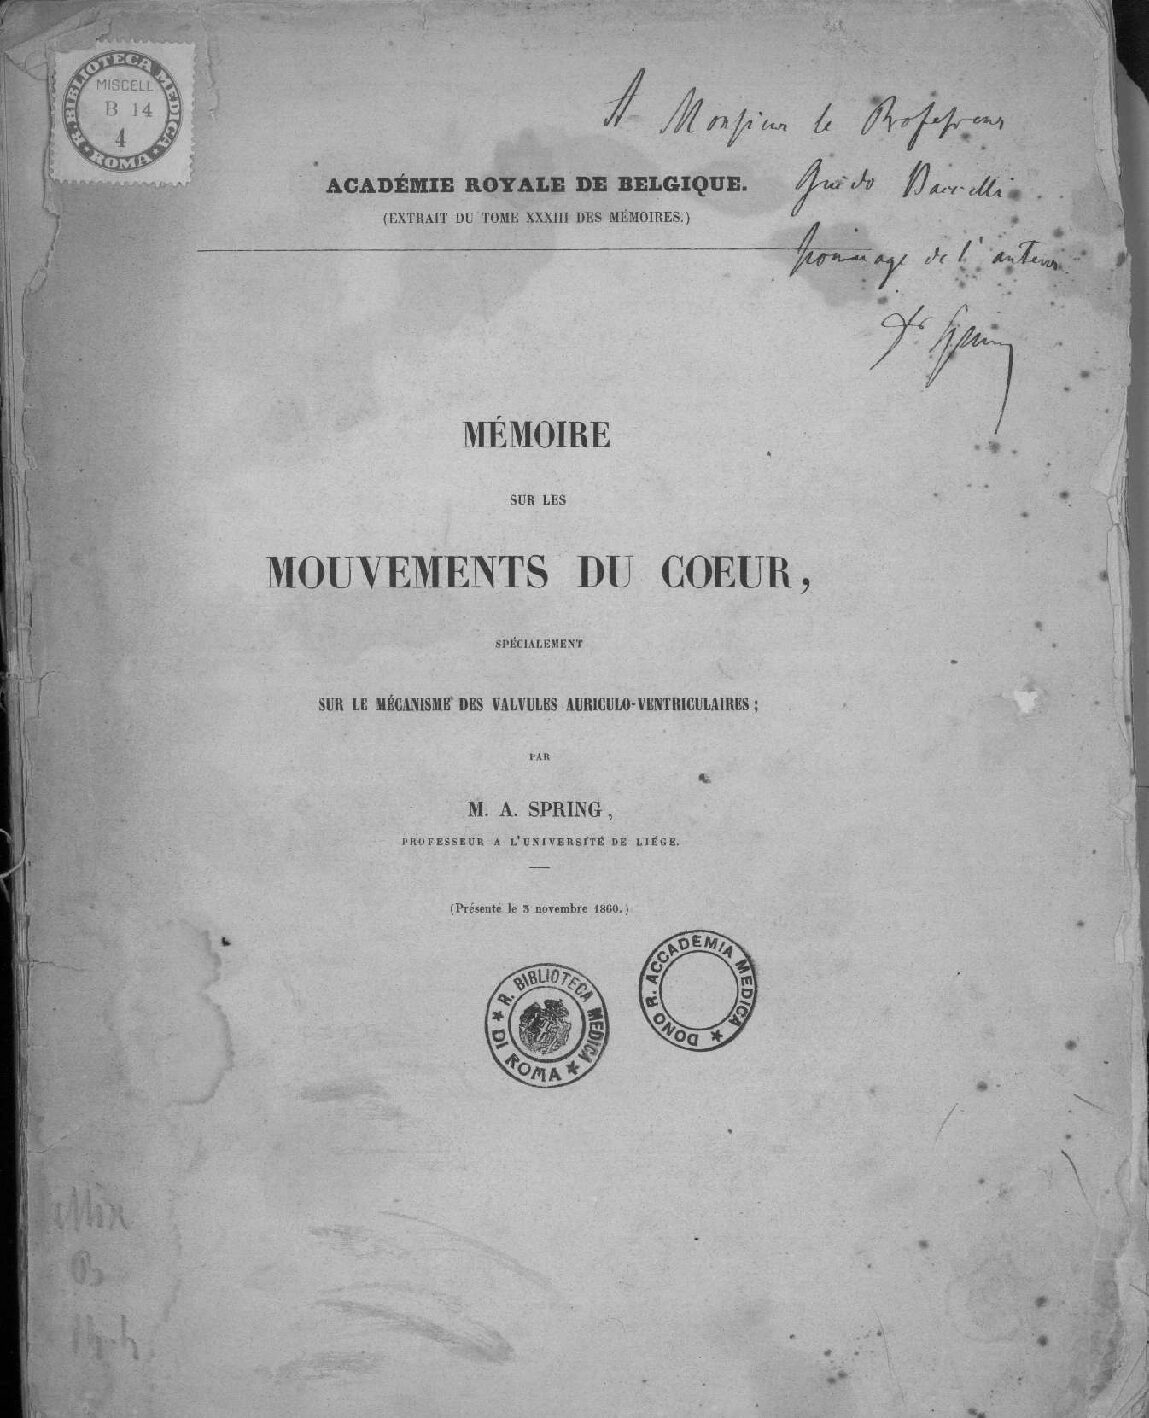 R. BIBLIOTECA MEDICA
ROMA
MISCELL
B 14
4
A Monsieur le Professeur
Guido Baccelli
hommage de l'auteur
Dr Spring
ACADÉMIE ROYALE DE BELGIQUE.
(EXTRAIT DU TOME XXXIII DES MÉMOIRES.)
MÉMOIRE
SUR LES
MOUVEMENTS DU COEUR,
SPÉCIALEMENT
SUR LE MÉCANISME DES VALVULES AURICULO-VENTRICULAIRES;
PAR
M. A. SPRING,
PROFESSEUR A L'UNIVERSITÉ DE LIÉGE.
(Présenté le 3 novembre 1860.)
R. BIBLIOTECA MEDICA
DI ROMA
DONO R. ACCADEMIA MEDICA
B